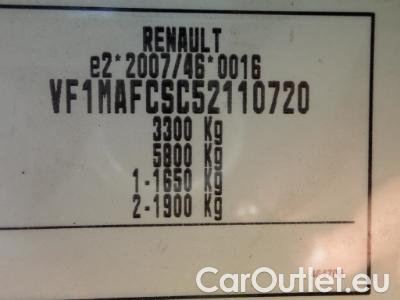 RENAULT
e2*2007/46*0016
VF1MAFCSC52110720
3300 Kg
5800 Kg
1-1650 Kg
2-1900 Kg
CarOutlet.eu